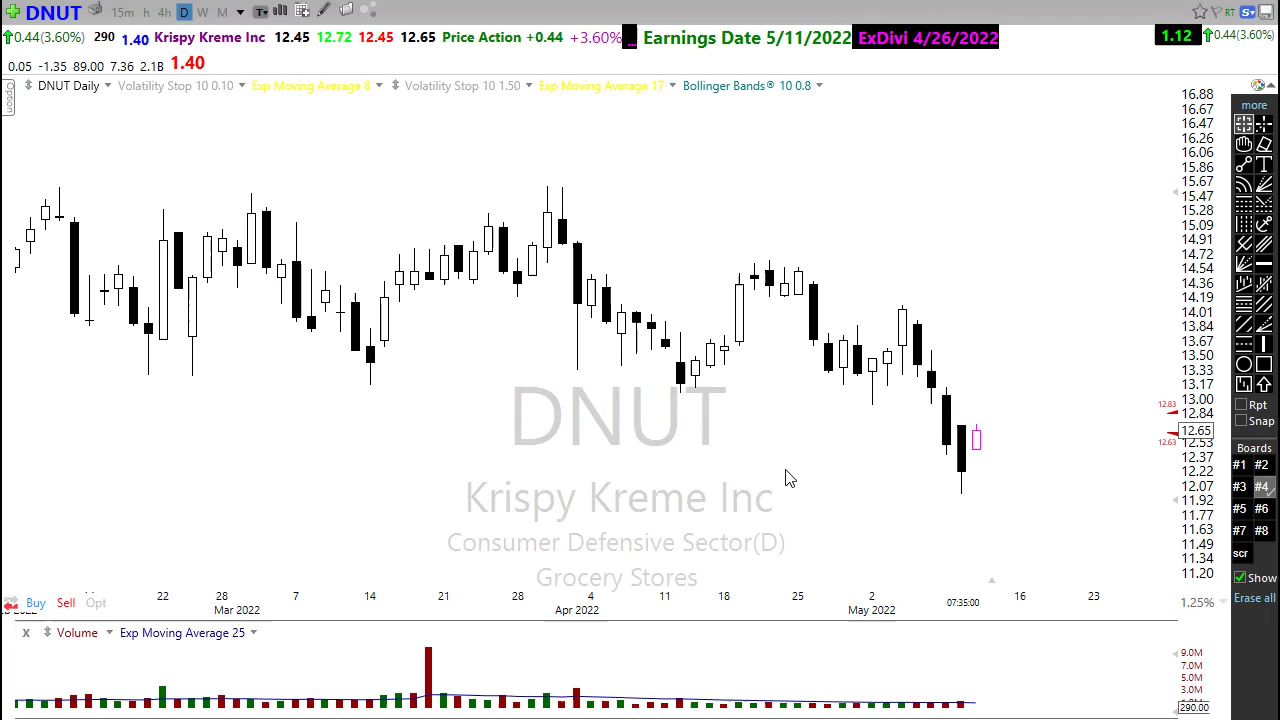 DNUT 15m h 4h D W M T RT S
0.44(3.60%) 290 1.40 Krispy Kreme Inc 12.45 12.72 12.45 12.65 Price Action +0.44 +3.60% Earnings Date 5/11/2022 ExDivi 4/26/2022 1.12 0.44(3.60%)
0.05 -1.35 89.00 7.36 2.1B 1.40
DNUT Daily Volatility Stop 10 0.10 Exp Moving Average 8 Volatility Stop 10 1.50 Exp Moving Average 17 Bollinger Bands® 10 0.8
Option
16.88
16.67
16.47
16.26
16.06
15.86
15.67
15.47
15.28
15.09
14.91
14.72
14.54
14.36
14.19
14.01
13.84
13.67
13.50
13.33
13.17
13.00
12.83
12.84
12.65
12.63
12.53
12.37
12.22
12.07
11.92
11.77
11.63
11.49
11.34
11.20
more
Rpt
Snap
Boards
#1 #2
#3 #4
#5 #6
#7 #8
scr
Show
Erase all
DNUT
Krispy Kreme Inc
Consumer Defensive Sector(D)
Grocery Stores
22 28 7 14 21 28 4 11 18 25 2 07:35:00 16 23
Mar 2022 Apr 2022 May 2022
Buy Sell Opt 1.25%
X Volume Exp Moving Average 25
9.0M
7.0M
5.0M
3.0M
290.00